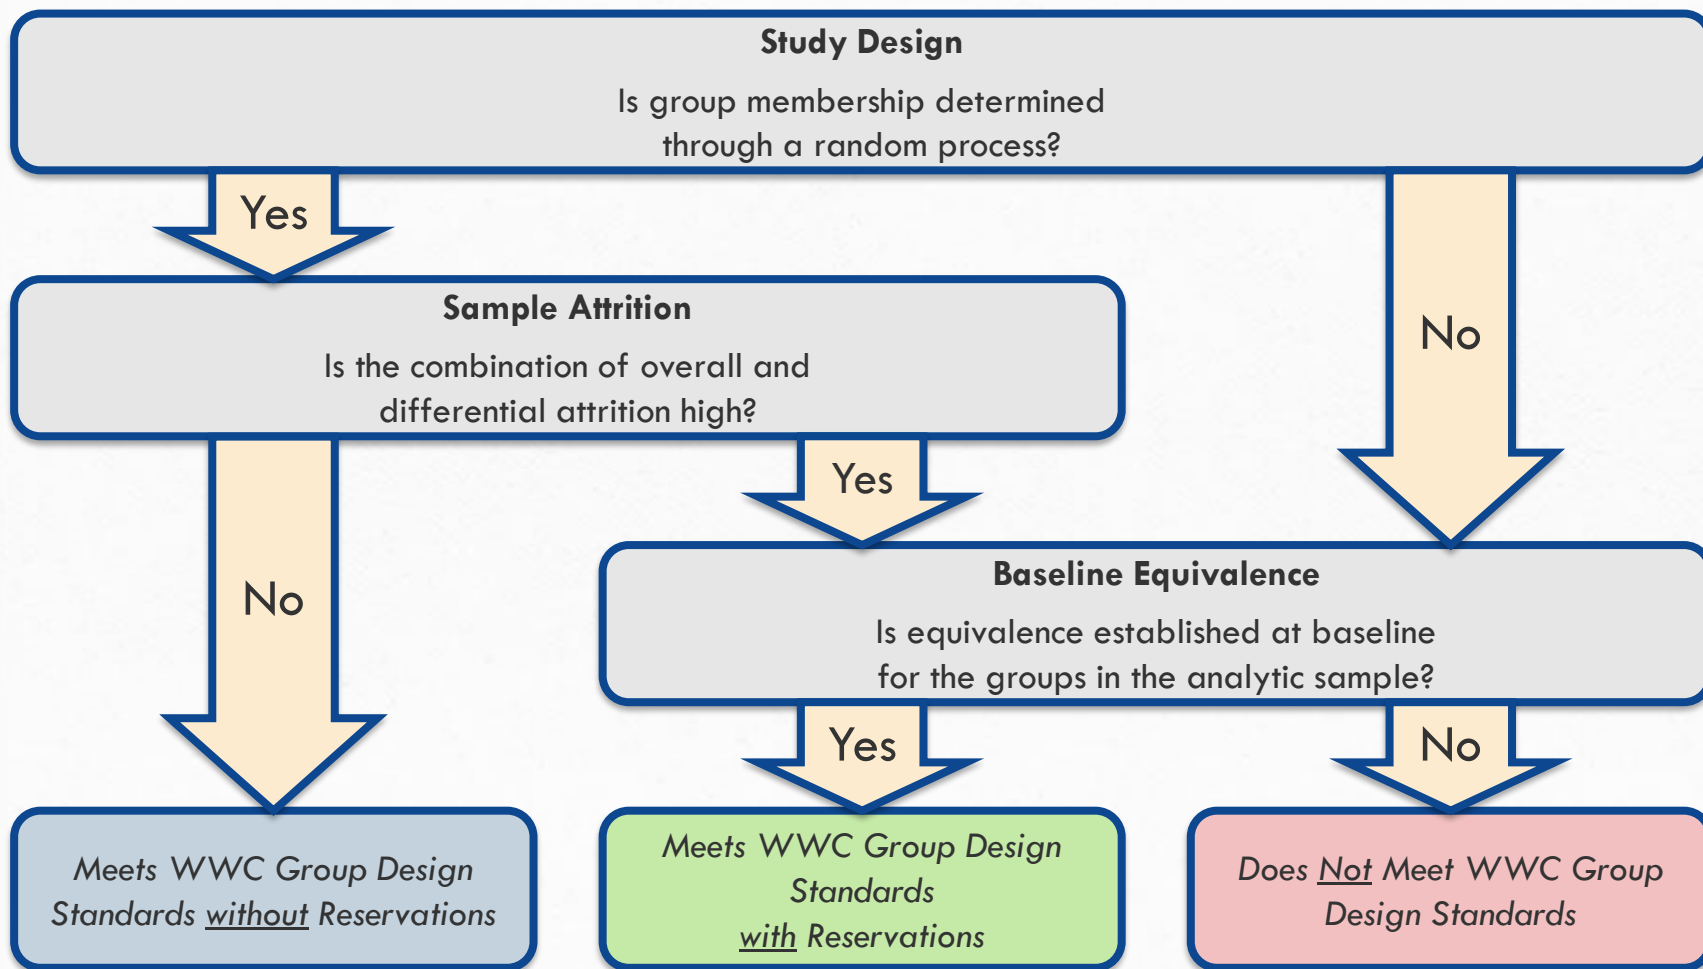 Study Design
Is group membership determined
through a random process?
Yes
No
Sample Attrition
Is the combination of overall and
differential attrition high?
No
Yes
Baseline Equivalence
Is equivalence established at baseline
for the groups in the analytic sample?
Yes
No
Meets WWC Group Design
Standards without Reservations
Meets WWC Group Design
Standards
with Reservations
Does Not Meet WWC Group
Design Standards